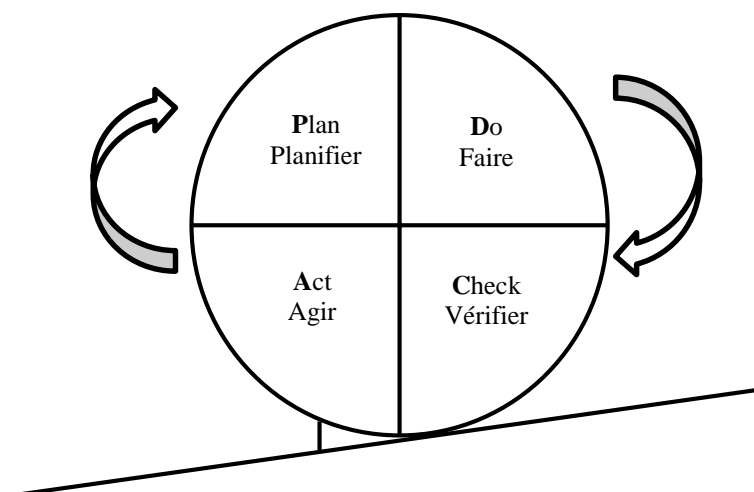 Plan
Planifier
Do
Faire
Act
Agir
Check
Vérifier